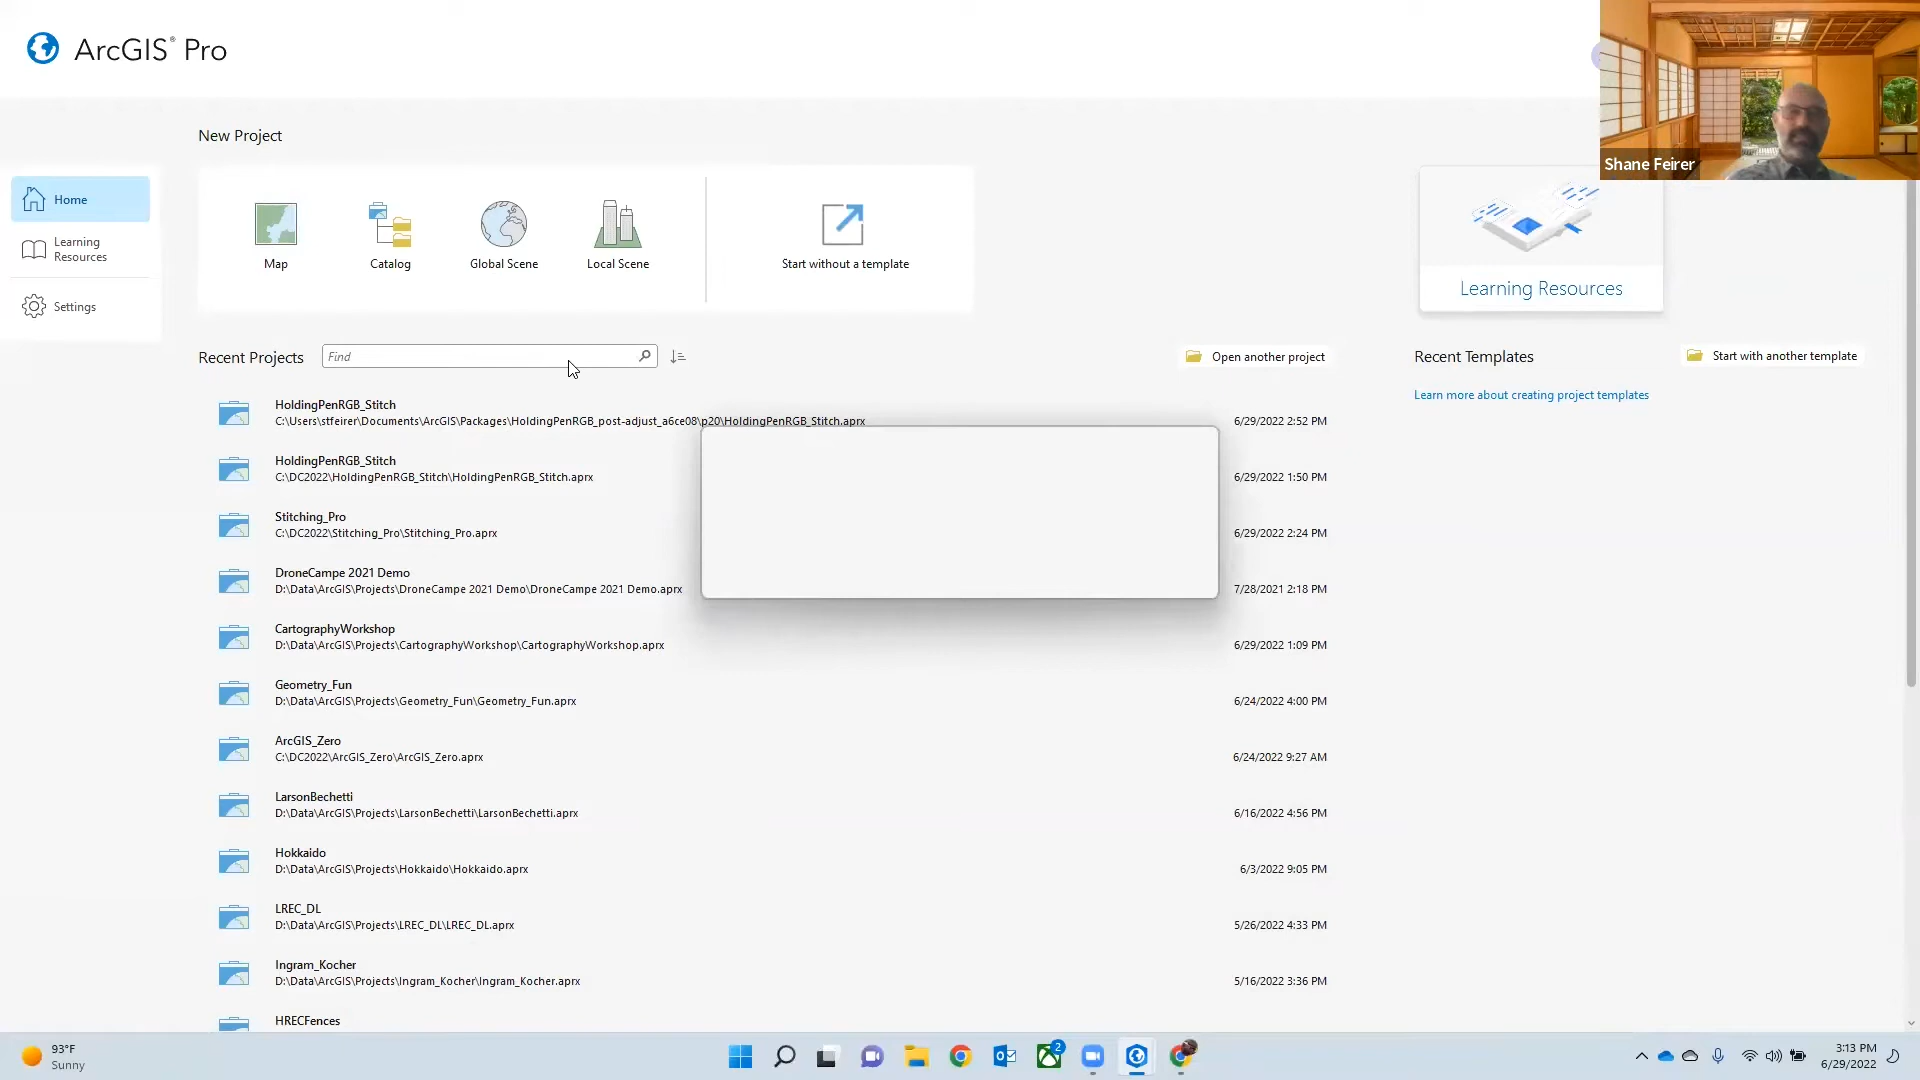 ArcGIS® Pro
Shane Feirer
New Project
Home
Learning
Resources
Settings
Map
Catalog
Global Scene
Local Scene
Start without a template
Learning Resources
Recent Projects
Find
Open another project
Recent Templates
Start with another template
Learn more about creating project templates
HoldingPenRGB_Stitch
C:\Users\stfeirer\Documents\ArcGIS\Packages\HoldingPenRGB_post-adjust_a6ce08\p20\HoldingPenRGB_Stitch.aprx
6/29/2022 2:52 PM
HoldingPenRGB_Stitch
C:\DC2022\HoldingPenRGB_Stitch\HoldingPenRGB_Stitch.aprx
6/29/2022 1:50 PM
Stitching_Pro
C:\DC2022\Stitching_Pro\Stitching_Pro.aprx
6/29/2022 2:24 PM
DroneCampe 2021 Demo
D:\Data\ArcGIS\Projects\DroneCampe 2021 Demo\DroneCampe 2021 Demo.aprx
7/28/2021 2:18 PM
CartographyWorkshop
D:\Data\ArcGIS\Projects\CartographyWorkshop\CartographyWorkshop.aprx
6/29/2022 1:09 PM
Geometry_Fun
D:\Data\ArcGIS\Projects\Geometry_Fun\Geometry_Fun.aprx
6/24/2022 4:00 PM
ArcGIS_Zero
C:\DC2022\ArcGIS_Zero\ArcGIS_Zero.aprx
6/24/2022 9:27 AM
LarsonBechetti
D:\Data\ArcGIS\Projects\LarsonBechetti\LarsonBechetti.aprx
6/16/2022 4:56 PM
Hokkaido
D:\Data\ArcGIS\Projects\Hokkaido\Hokkaido.aprx
6/3/2022 9:05 PM
LREC_DL
D:\Data\ArcGIS\Projects\LREC_DL\LREC_DL.aprx
5/26/2022 4:33 PM
Ingram_Kocher
D:\Data\ArcGIS\Projects\Ingram_Kocher\Ingram_Kocher.aprx
5/16/2022 3:36 PM
HRECFences
93°F
Sunny
2
3:13 PM
6/29/2022